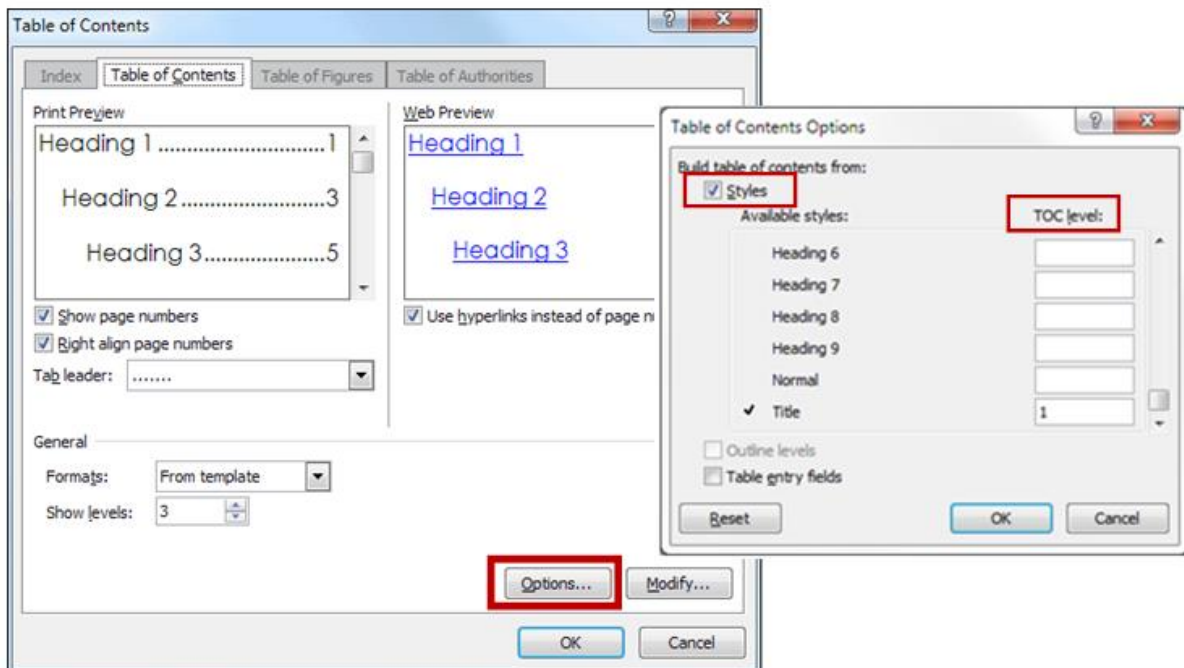 Table of Contents
Index Table of Contents Table of Figures Table of Authorities
Print Preview
Heading 1.............................1
Heading 2.........................3
Heading 3.....................5
Show page numbers
Right align page numbers
Tab leader: .......
Web Preview
Heading 1
Heading 2
Heading 3
Use hyperlinks instead of page
General
Formats: From template
Show levels: 3
Options... Modify...
OK Cancel
Table of Contents Options
Build table of contents from:
Styles
Available styles: TOC level:
Heading 6
Heading 7
Heading 8
Heading 9
Normal
Title 1
Outline levels
Table entry fields
Reset OK Cancel